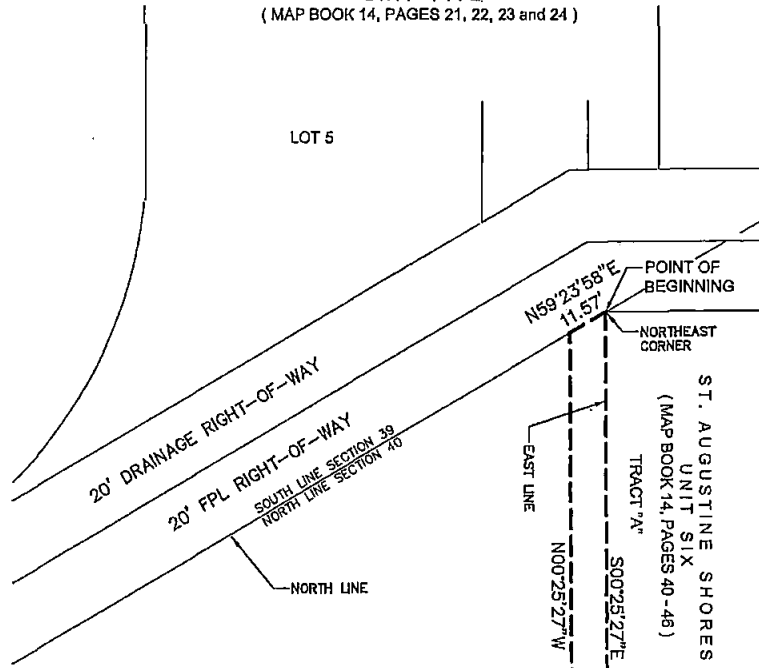 ( MAP BOOK 14, PAGES 21, 22, 23 and 24 )
LOT 5
N59°23'58"E
11.57'
POINT OF
BEGINNING
NORTHEAST
CORNER
20' DRAINAGE RIGHT-OF-WAY
20' FPL RIGHT-OF-WAY
SOUTH LINE SECTION 39
NORTH LINE SECTION 40
NORTH LINE
EAST LINE
N00°25'27"W
S00°25'27"E
TRACT "A"
ST. AUGUSTINE SHORES
UNIT SIX
( MAP BOOK 14, PAGES 40-46 )